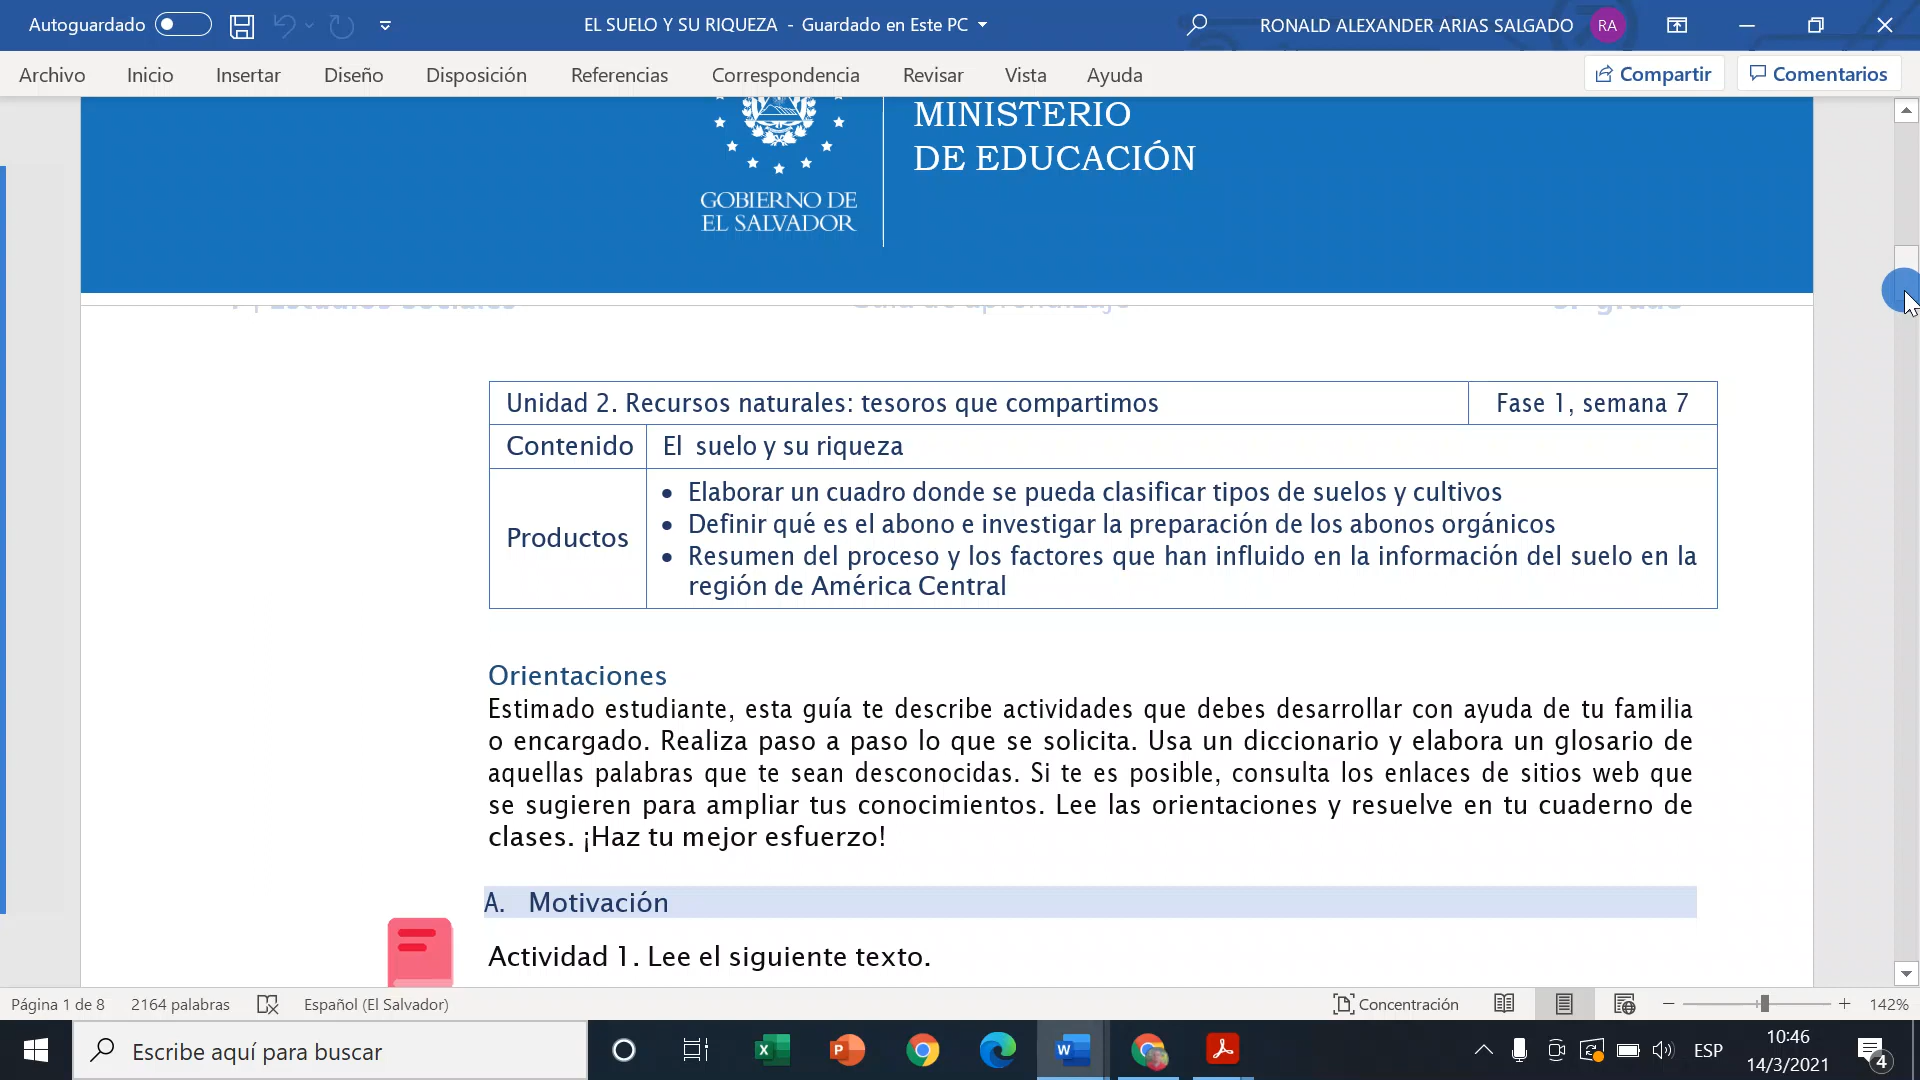 Autoguardado
EL SUELO Y SU RIQUEZA - Guardado en Este PC
RONALD ALEXANDER ARIAS SALGADO RA
Archivo Inicio Insertar Diseño Disposición Referencias Correspondencia Revisar Vista Ayuda Compartir Comentarios
MINISTERIO
DE EDUCACIÓN
GOBIERNO DE
EL SALVADOR
Unidad 2. Recursos naturales: tesoros que compartimos Fase 1, semana 7
Contenido El suelo y su riqueza
Productos
• Elaborar un cuadro donde se pueda clasificar tipos de suelos y cultivos
• Definir qué es el abono e investigar la preparación de los abonos orgánicos
• Resumen del proceso y los factores que han influido en la información del suelo en la
región de América Central
Orientaciones
Estimado estudiante, esta guía te describe actividades que debes desarrollar con ayuda de tu familia
o encargado. Realiza paso a paso lo que se solicita. Usa un diccionario y elabora un glosario de
aquellas palabras que te sean desconocidas. Si te es posible, consulta los enlaces de sitios web que
se sugieren para ampliar tus conocimientos. Lee las orientaciones y resuelve en tu cuaderno de
clases. ¡Haz tu mejor esfuerzo!
A. Motivación
Actividad 1. Lee el siguiente texto.
Página 1 de 8 2164 palabras Español (El Salvador) Concentración 142%
Escribe aquí para buscar
ESP
10:46
14/3/2021
4